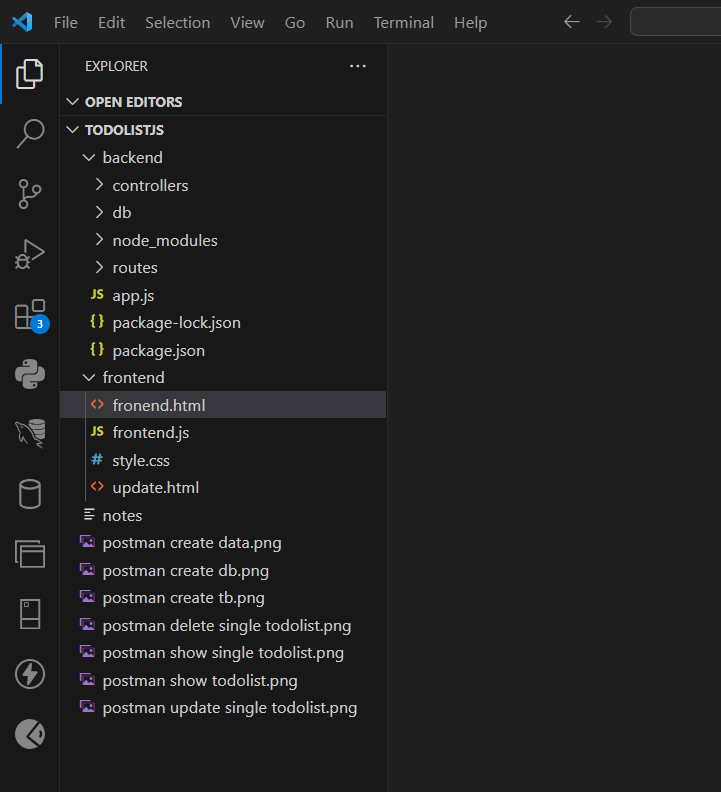 File Edit Selection View Go Run Terminal Help
EXPLORER
OPEN EDITORS
TODOLISTJS
backend
controllers
db
node_modules
routes
JS app.js
{} package-lock.json
{} package.json
frontend
<> fronend.html
JS frontend.js
# style.css
<> update.html
notes
postman create data.png
postman create db.png
postman create tb.png
postman delete single todolist.png
postman show single todolist.png
postman show todolist.png
postman update single todolist.png
3